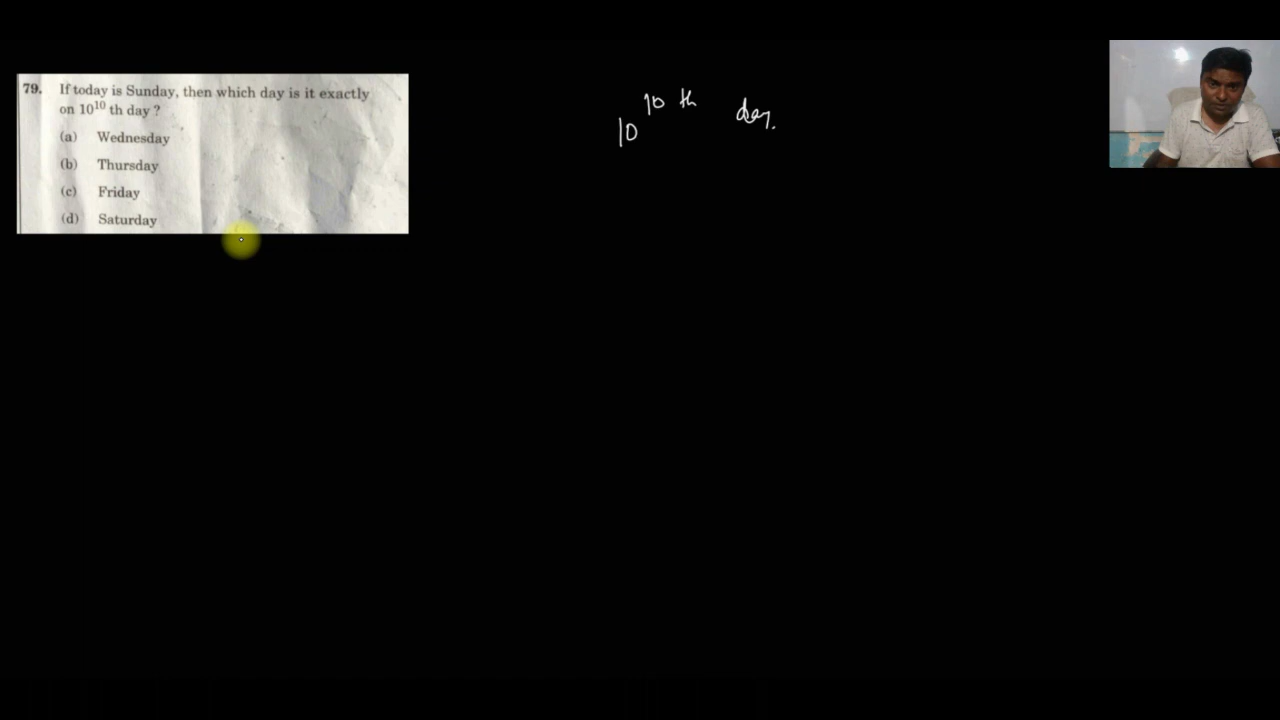 79. If today is Sunday, then which day is it exactly
on 10¹⁰ th day ?
(a) Wednesday
(b) Thursday
(c) Friday
(d) Saturday
10¹⁰ ᵗʰ day.